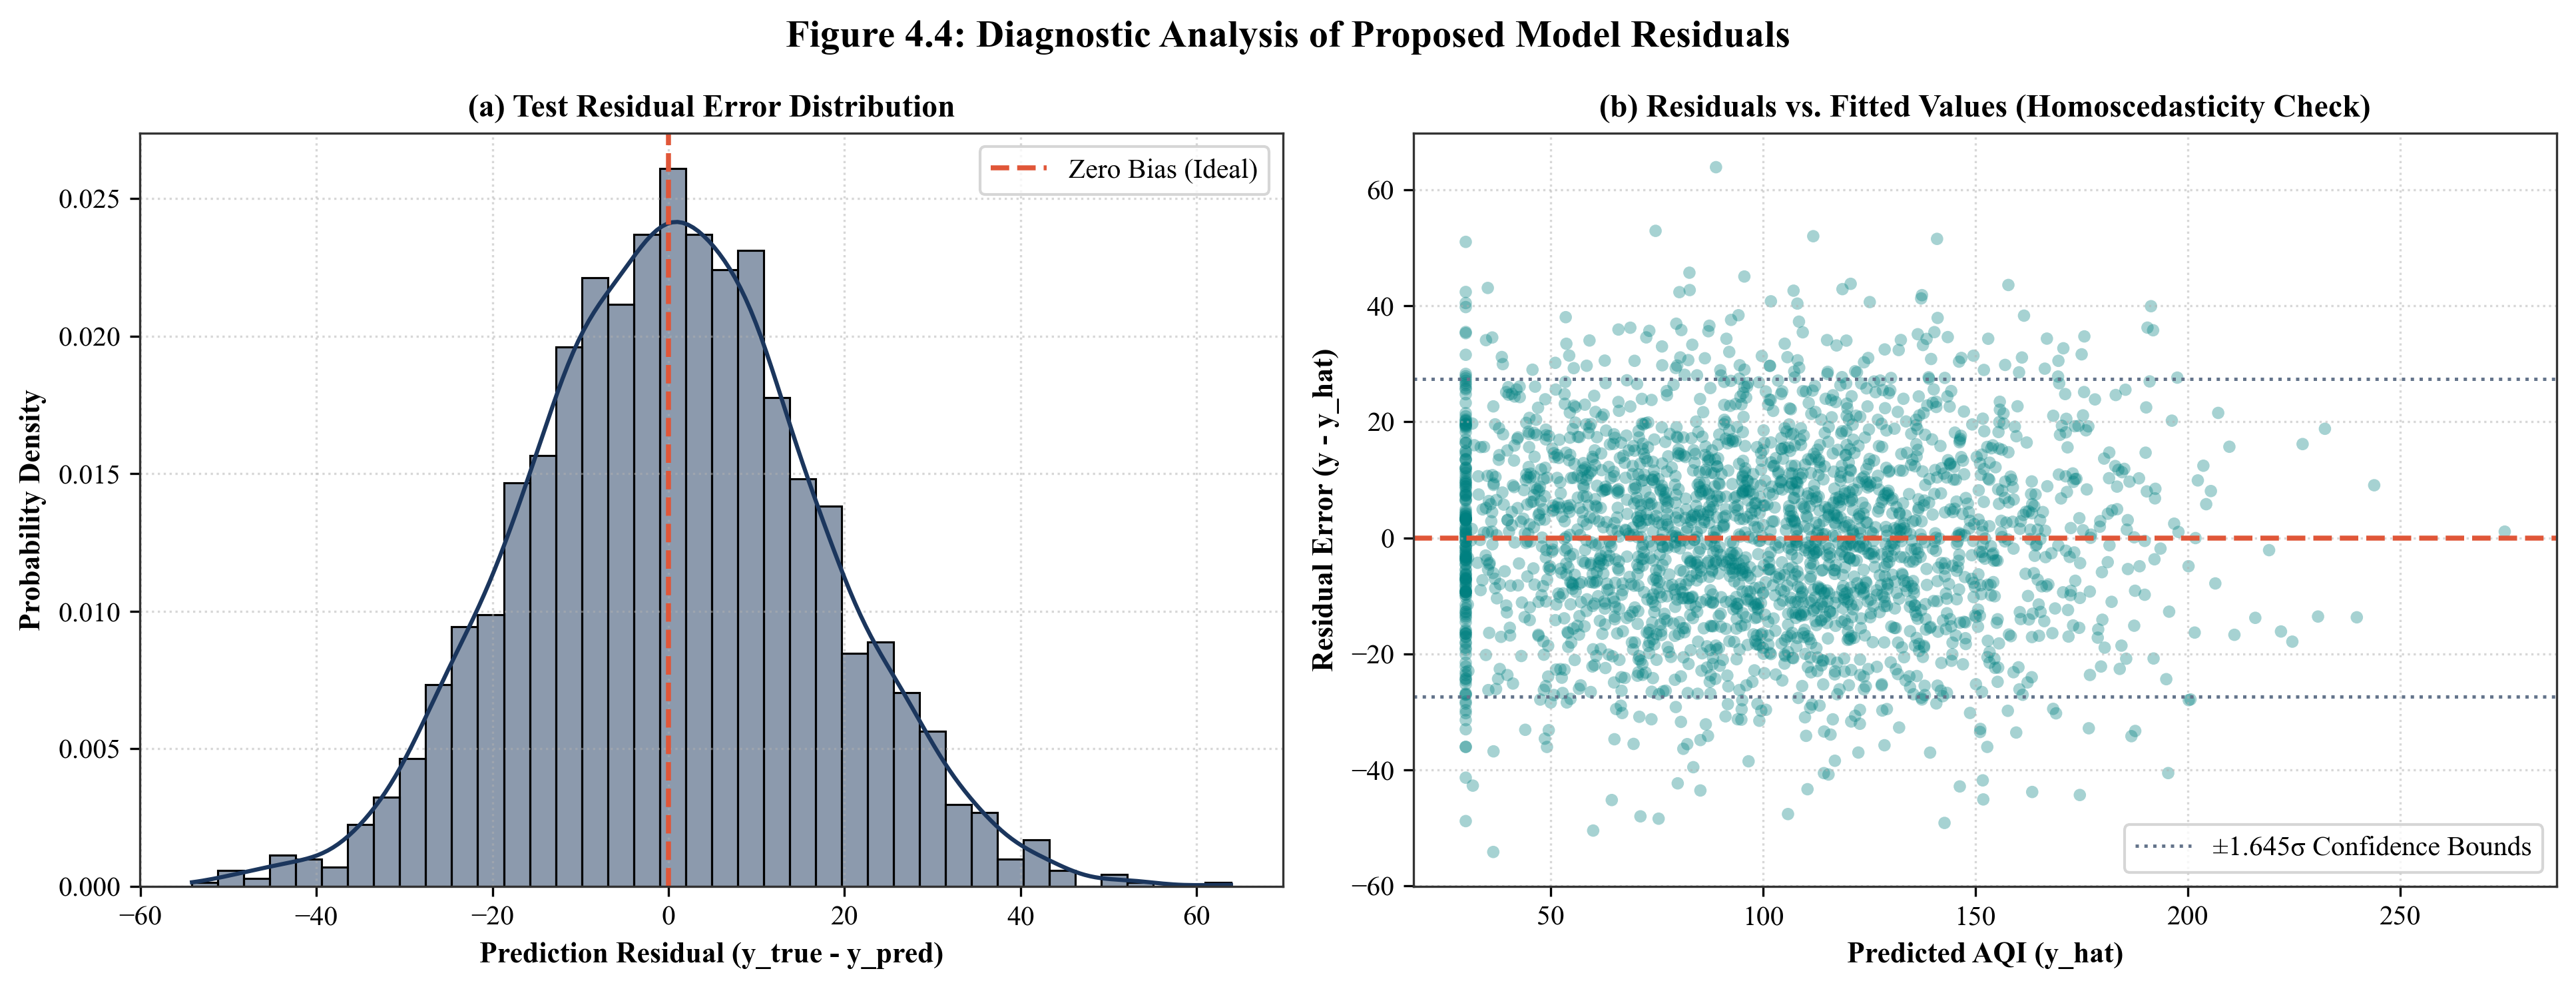 Figure 4.4: Diagnostic Analysis of Proposed Model Residuals
(a) Test Residual Error Distribution
Zero Bias (Ideal)
Probability Density
0.025
0.020
0.015
0.010
0.005
0.000
−60 −40 −20 0 20 40 60
Prediction Residual (y_true - y_pred)
(b) Residuals vs. Fitted Values (Homoscedasticity Check)
Residual Error (y - y_hat)
60
40
20
0
−20
−40
−60
±1.645σ Confidence Bounds
50 100 150 200 250
Predicted AQI (y_hat)